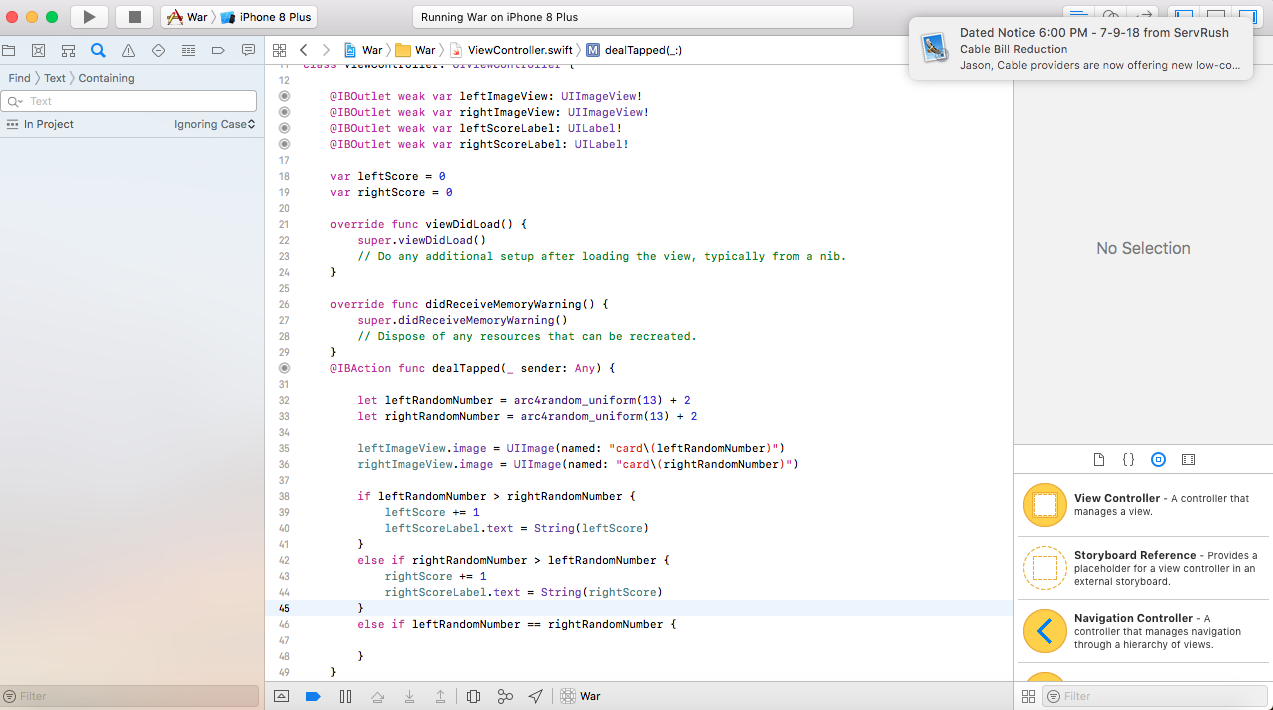 War iPhone 8 Plus
Running War on iPhone 8 Plus
Dated Notice 6:00 PM - 7-9-18 from ServRush
Cable Bill Reduction
Jason, Cable providers are now offering new low-co...
War War ViewController.swift M dealTapped(_:)
Find Text Containing
Text
In Project Ignoring Case
12
@IBOutlet weak var leftImageView: UIImageView!
@IBOutlet weak var rightImageView: UIImageView!
@IBOutlet weak var leftScoreLabel: UILabel!
@IBOutlet weak var rightScoreLabel: UILabel!
17
18 var leftScore = 0
19 var rightScore = 0
20
21 override func viewDidLoad() {
22 super.viewDidLoad()
23 // Do any additional setup after loading the view, typically from a nib.
24 }
25
26 override func didReceiveMemoryWarning() {
27 super.didReceiveMemoryWarning()
28 // Dispose of any resources that can be recreated.
29 }
@IBAction func dealTapped(_ sender: Any) {
31
32 let leftRandomNumber = arc4random_uniform(13) + 2
33 let rightRandomNumber = arc4random_uniform(13) + 2
34
35 leftImageView.image = UIImage(named: "card\(leftRandomNumber)")
36 rightImageView.image = UIImage(named: "card\(rightRandomNumber)")
37
38 if leftRandomNumber > rightRandomNumber {
39 leftScore += 1
40 leftScoreLabel.text = String(leftScore)
41 }
42 else if rightRandomNumber > leftRandomNumber {
43 rightScore += 1
44 rightScoreLabel.text = String(rightScore)
45 }
46 else if leftRandomNumber == rightRandomNumber {
47
48 }
49 }
No Selection
{}
View Controller - A controller that
manages a view.
Storyboard Reference - Provides a
placeholder for a view controller in an
external storyboard.
Navigation Controller - A
controller that manages navigation
through a hierarchy of views.
Filter
War
Filter